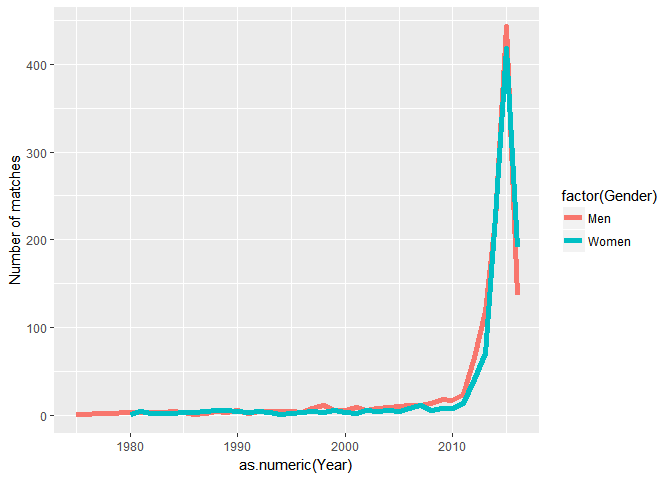 400
300
200
100
0
Number of matches
1980 1990 2000 2010
as.numeric(Year)
factor(Gender)
Men
Women